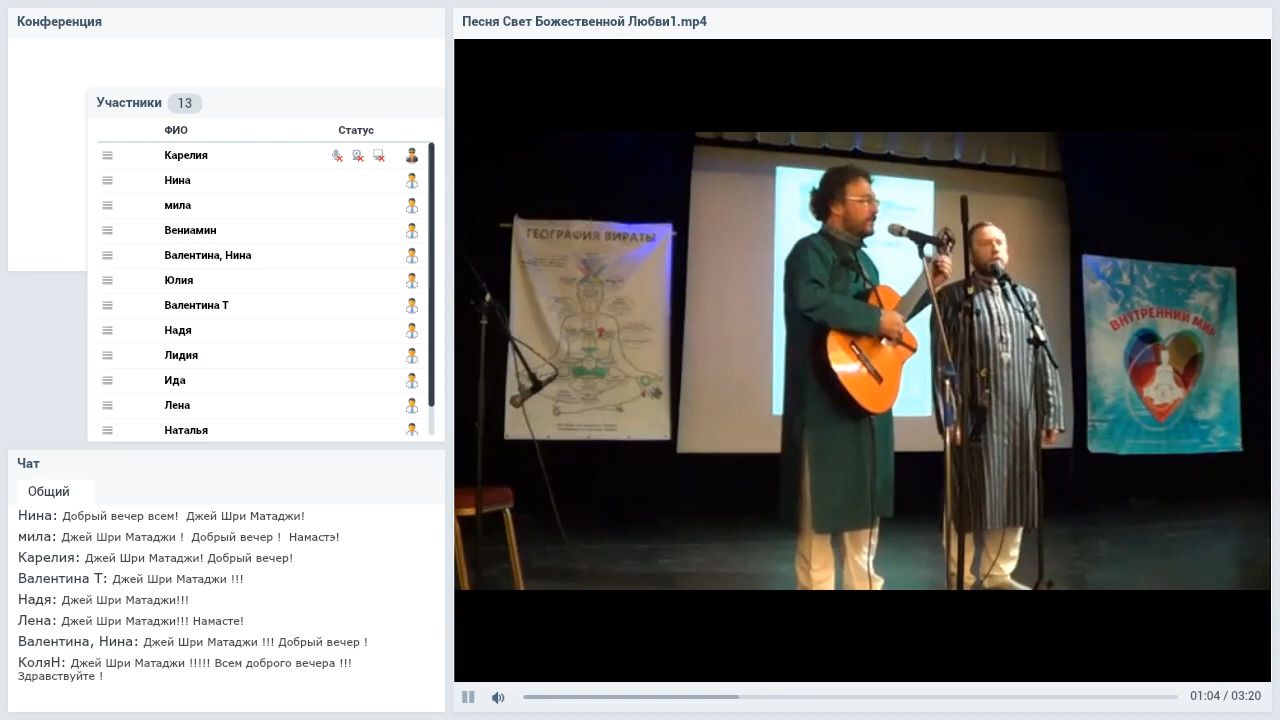 Конференция
Участники 13
ФИО Статус
Карелия
Нина
мила
Вениамин
Валентина, Нина
Юлия
Валентина Т
Надя
Лидия
Ида
Лена
Наталья
Чат
Общий
Нина: Добрый вечер всем!  Джей Шри Матаджи!
мила: Джей Шри Матаджи !  Добрый вечер !  Намастэ!
Карелия: Джей Шри Матаджи! Добрый вечер!
Валентина Т: Джей Шри Матаджи !!!
Надя: Джей Шри Матаджи!!!
Лена: Джей Шри Матаджи!!! Намасте!
Валентина, Нина: Джей Шри Матаджи !!! Добрый вечер !
КоляН: Джей Шри Матаджи !!!!! Всем доброго вечера !!!
Здравствуйте !
Песня Свет Божественной Любви1.mp4
ГЕОГРАФИЯ ВИРАТЫ
ВНУТРЕННИЙ МИР
01:04 / 03:20